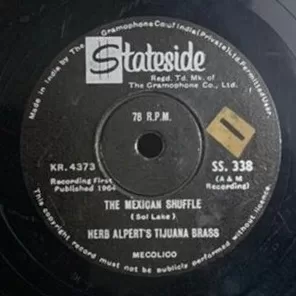 Made in India by The Gramophone Co. of India (Private) Ltd. Permitted User.
Stateside
Regd. Td. Mk. of
The Gramophone Co., Ltd.
78 R.P.M.
KR. 4373
SS. 338
Recording First
Published 1964
(A & M
Recording)
THE MEXICAN SHUFFLE
(Sol Lake)
HERB ALPERT'S TIJUANA BRASS
MECOLICO
This record must not be publicly performed without licence.